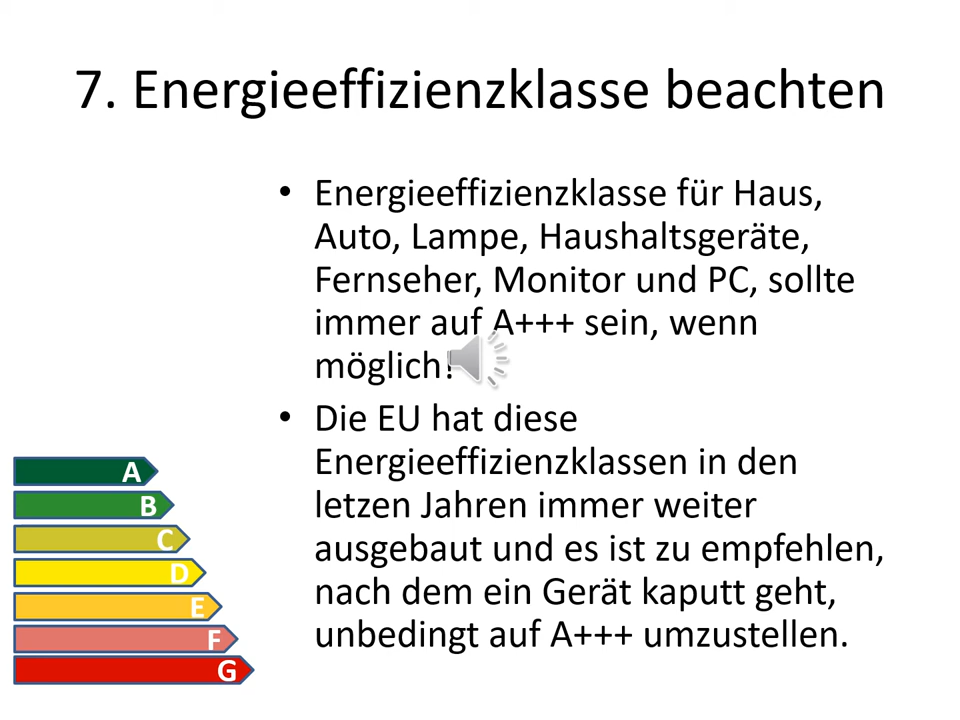 7. Energieeffizienzklasse beachten
• Energieeffizienzklasse für Haus,
Auto, Lampe, Haushaltsgeräte,
Fernseher, Monitor und PC, sollte
immer auf A+++ sein, wenn
möglich!
• Die EU hat diese
Energieeffizienzklassen in den
letzen Jahren immer weiter
ausgebaut und es ist zu empfehlen,
nach dem ein Gerät kaputt geht,
unbedingt auf A+++ umzustellen.
A
B
C
D
E
F
G